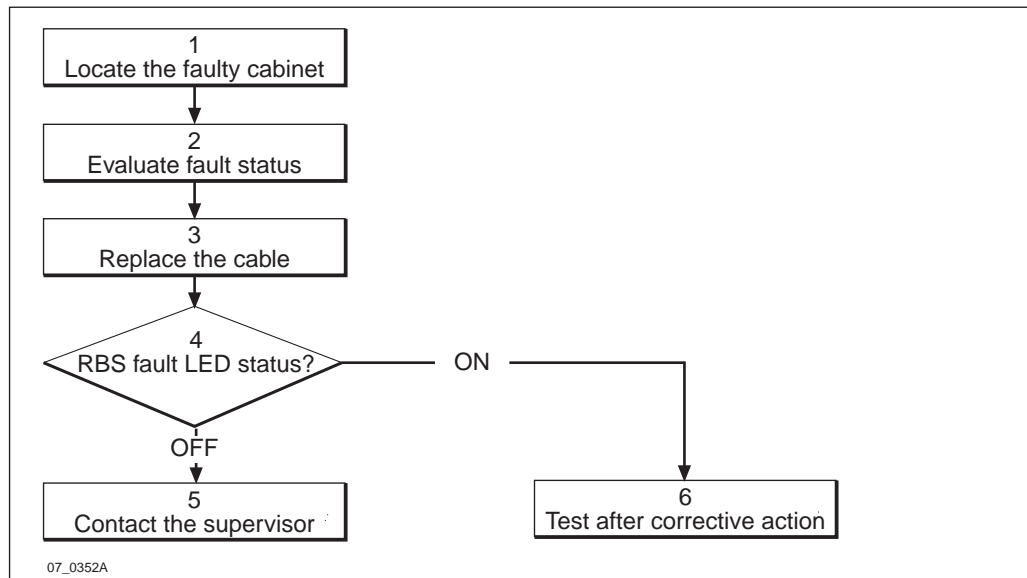 1
Locate the faulty cabinet
2
Evaluate fault status
3
Replace the cable
4
RBS fault LED status?
ON
OFF
5
Contact the supervisor
6
Test after corrective action
07_0352A